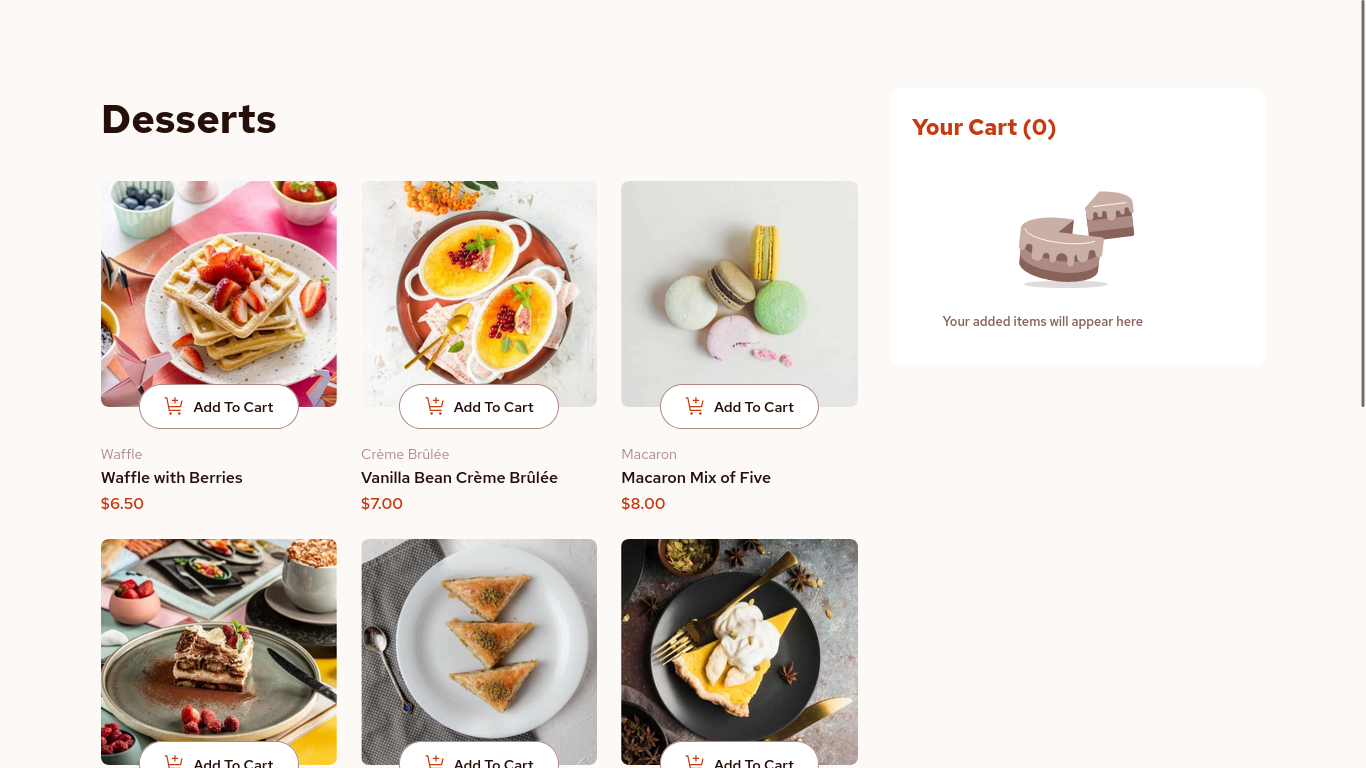 Desserts
Your Cart (0)
Your added items will appear here
Add To Cart
Add To Cart
Add To Cart
Waffle
Waffle with Berries
$6.50
Crème Brûlée
Vanilla Bean Crème Brûlée
$7.00
Macaron
Macaron Mix of Five
$8.00
Add To Cart
Add To Cart
Add To Cart